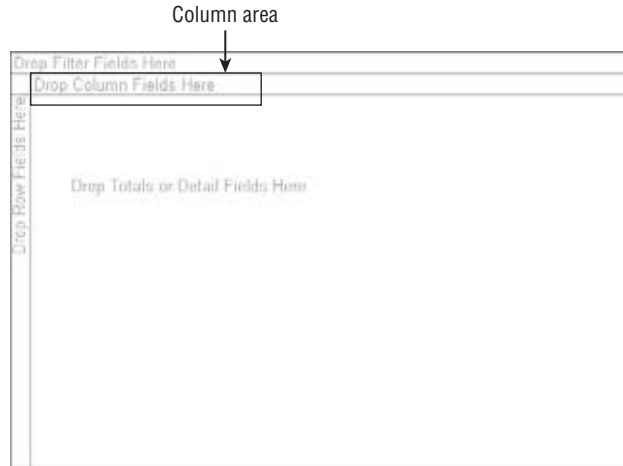 Column area
Drop Filter Fields Here
Drop Column Fields Here
Drop Row Fields Here
Drop Totals or Detail Fields Here